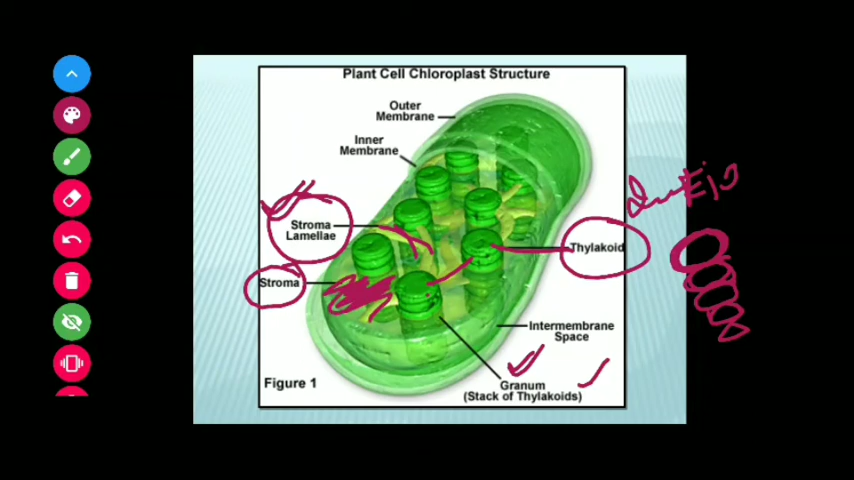 Plant Cell Chloroplast Structure
Outer
Membrane
Inner
Membrane
Stroma
Lamellae
Thylakoid
Stroma
Intermembrane
Space
Figure 1
Granum
(Stack of Thylakoids)